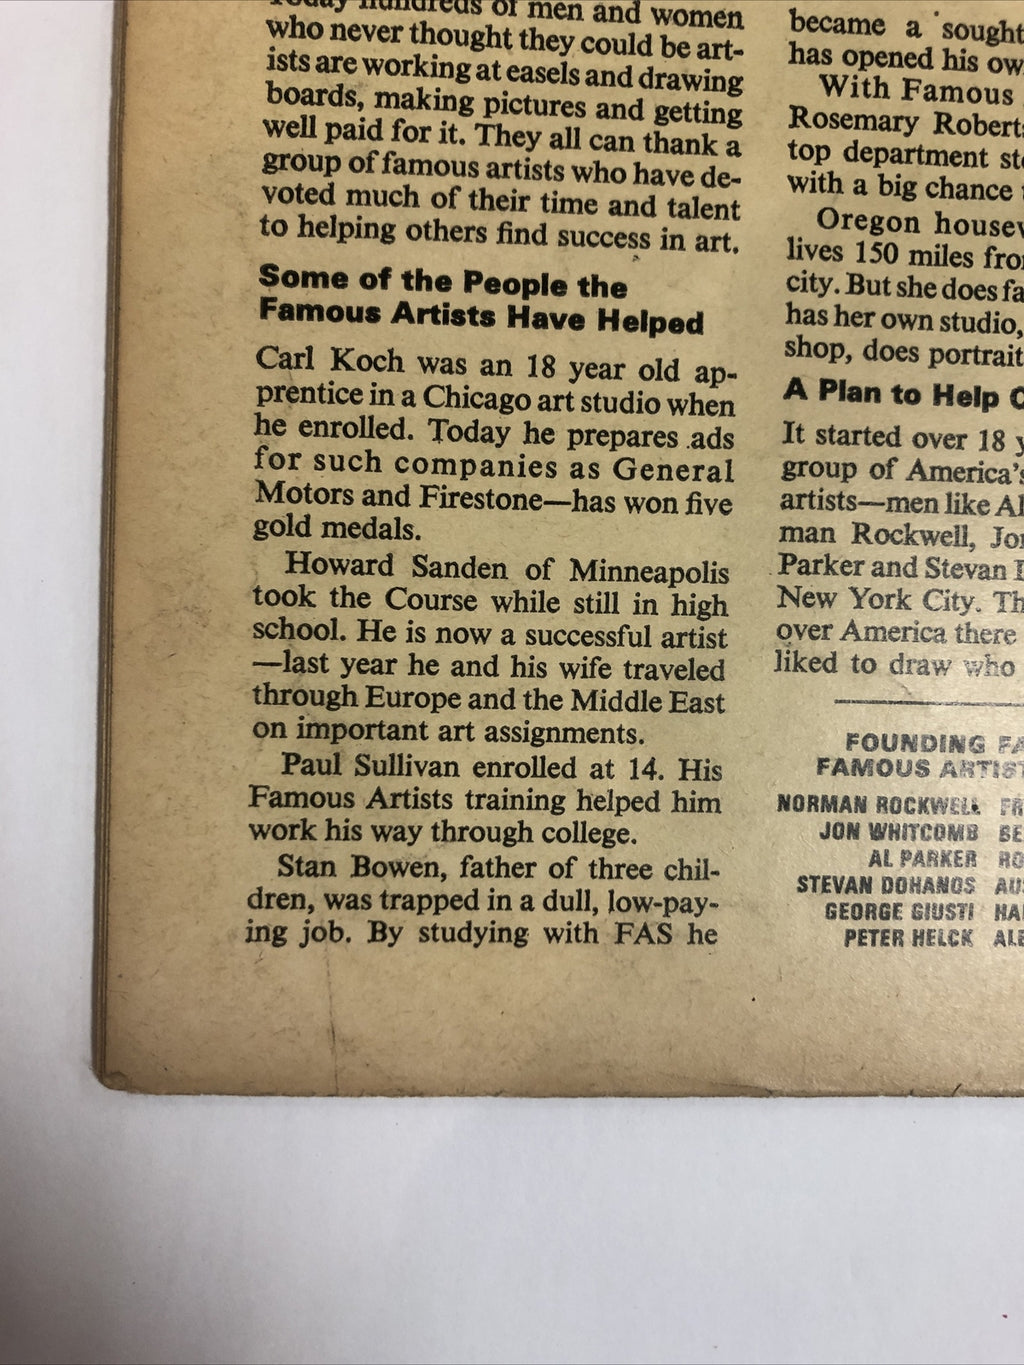 Today hundreds of men and women
who never thought they could be art-
ists are working at easels and drawing
boards, making pictures and getting
well paid for it. They all can thank a
group of famous artists who have de-
voted much of their time and talent
to helping others find success in art.
Some of the People the
Famous Artists Have Helped
Carl Koch was an 18 year old ap-
prentice in a Chicago art studio when
he enrolled. Today he prepares ads
for such companies as General
Motors and Firestone—has won five
gold medals.
Howard Sanden of Minneapolis
took the Course while still in high
school. He is now a successful artist
—last year he and his wife traveled
through Europe and the Middle East
on important art assignments.
Paul Sullivan enrolled at 14. His
Famous Artists training helped him
work his way through college.
Stan Bowen, father of three chil-
dren, was trapped in a dull, low-pay-
ing job. By studying with FAS he
became a sought
has opened his
With Famous
Rosemary
top department
with a big chance
Oregon
lives 150 miles
city. But she does
has her own studio,
shop, does portrait
A Plan to Help
It started over 18
group of America's
artists—men like
man Rockwell,
Parker and Stevan
New York City.
over America there
liked to draw who
FOUNDING
FAMOUS
NORMAN ROCKWELL
JON WHITCOMB
AL PARKER
STEVAN DOHANOS
GEORGE GIUSTI
PETER HELCK